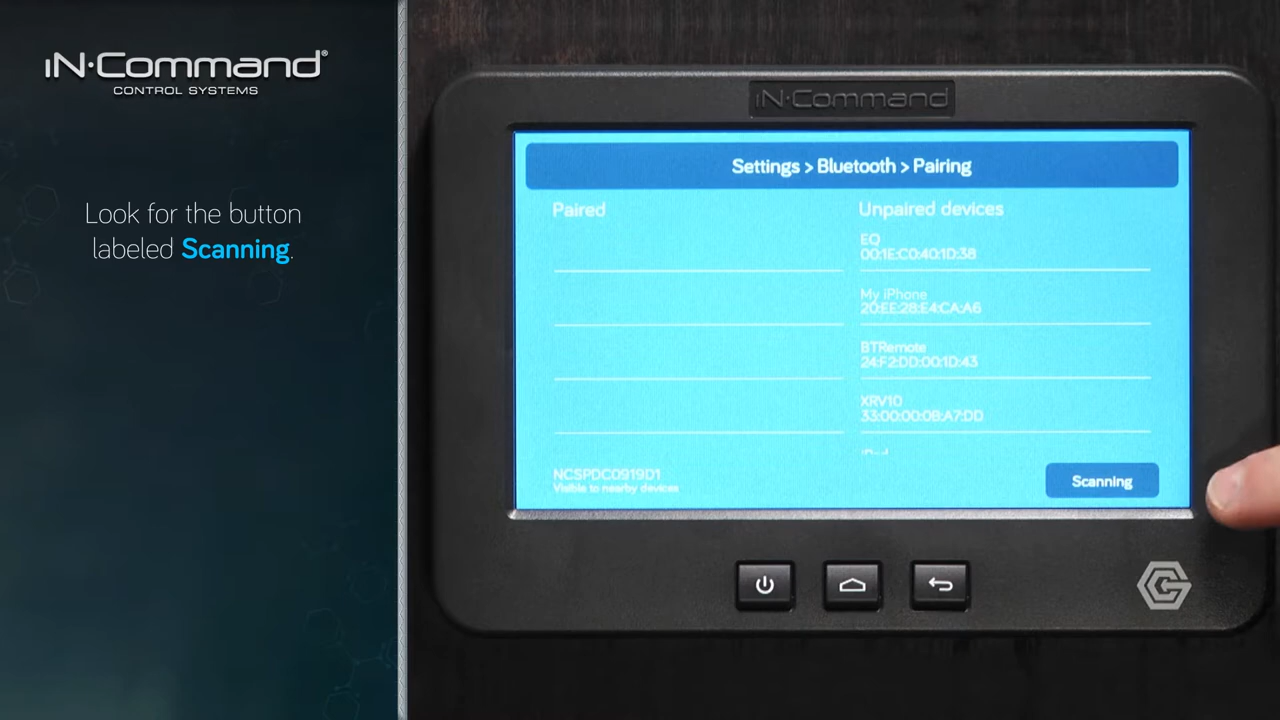 iN·Command®
CONTROL SYSTEMS
Look for the button
labeled Scanning.
iN·Command
Settings > Bluetooth > Pairing
Paired
Unpaired devices
EQ
00:1E:C0:40:1D:38
My iPhone
20:EE:28:E4:CA:A6
BTRemote
24:F2:DD:00:1D:43
XRV10
33:00:00:0B:A7:DD
NCSPDC0919D1
Visible to nearby devices
Scanning